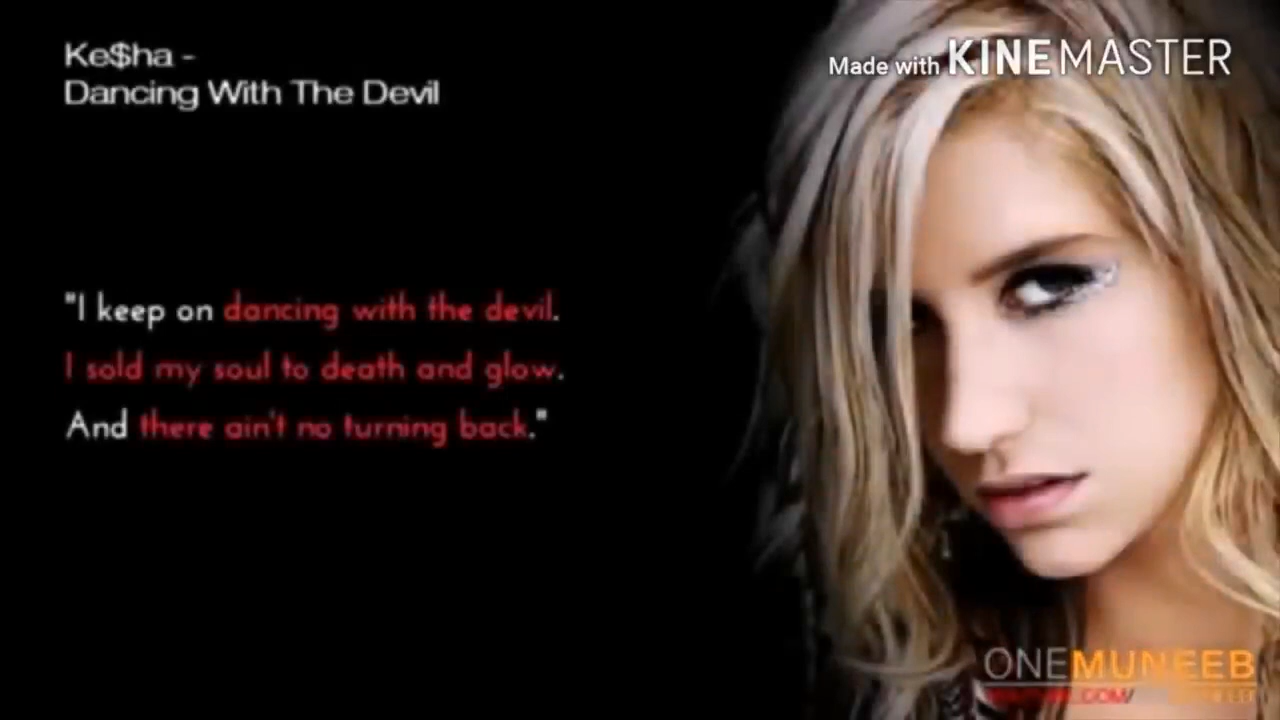 Ke$ha -
Dancing With The Devil
Made with KINEMASTER
"I keep on dancing with the devil.
I sold my soul to death and glow.
And there ain't no turning back."
ONEMUNEEB